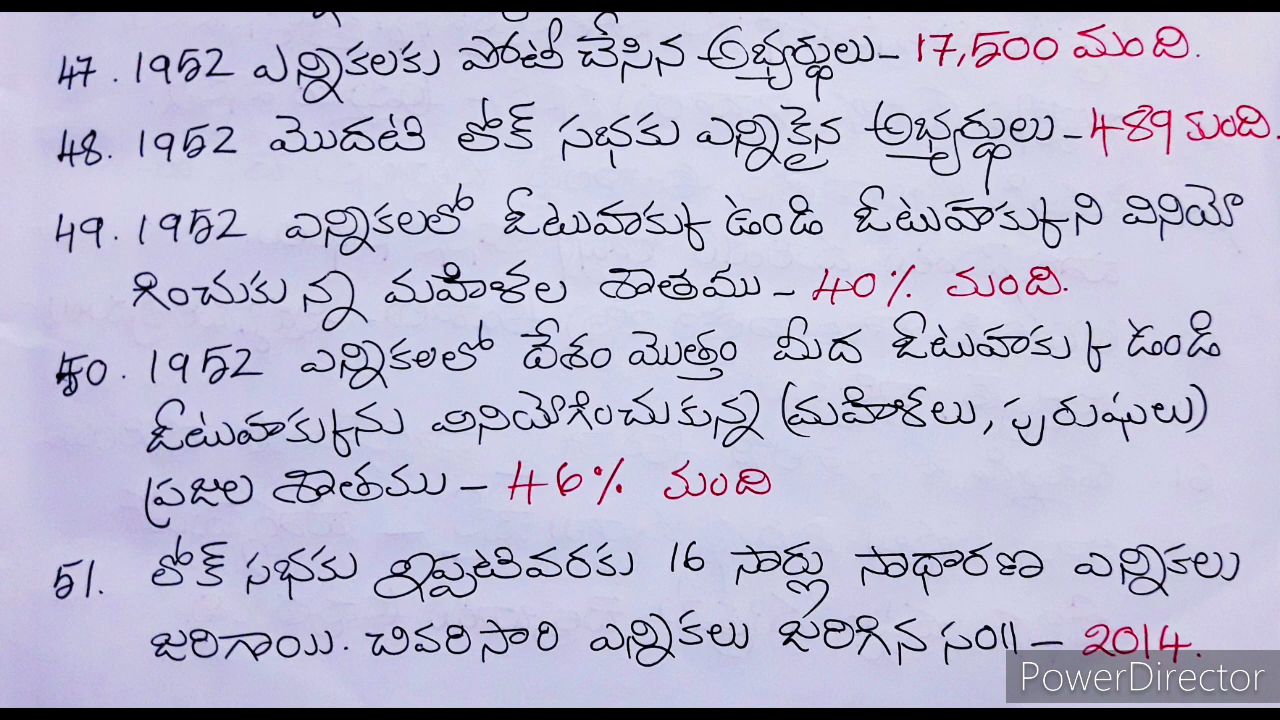 47. 1952 ఎన్నికలకు పోటీ చేసిన అభ్యర్థులు - 17,500 మంది.
48. 1952 మొదటి లోక్ సభకు ఎన్నికైన అభ్యర్థులు - 489 మంది.
49. 1952 ఎన్నికలలో ఓటుహక్కు ఉండి ఓటుహక్కుని వినియో
గించుకున్న మహిళల శాతము - 40% మంది.
50. 1952 ఎన్నికలలో దేశం మొత్తం మీద ఓటుహక్కు ఉండి
ఓటుహక్కును వినియోగించుకున్న (మహిళలు, పురుషులు)
ప్రజల శాతము - 46% మంది
51. లోక్ సభకు ఇప్పటివరకు 16 సార్లు సాధారణ ఎన్నికలు
జరిగాయి. చివరిసారి ఎన్నికలు జరిగిన సం॥ - 2014.
PowerDirector